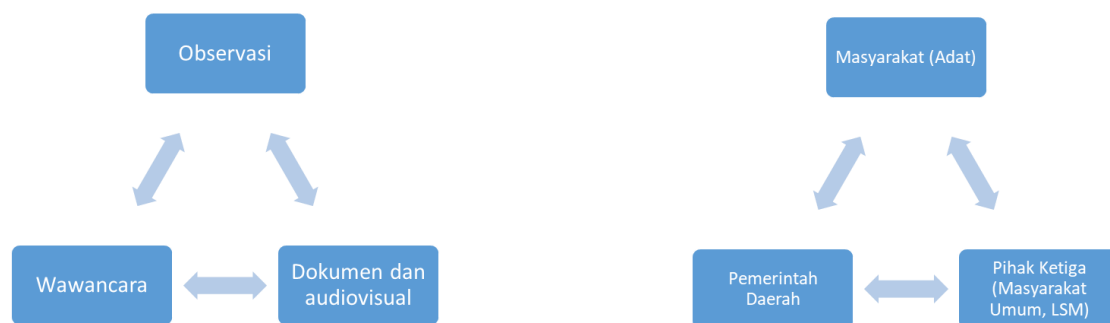 Observasi
Wawancara
Dokumen dan
audiovisual
Masyarakat (Adat)
Pemerintah
Daerah
Pihak Ketiga
(Masyarakat
Umum, LSM)